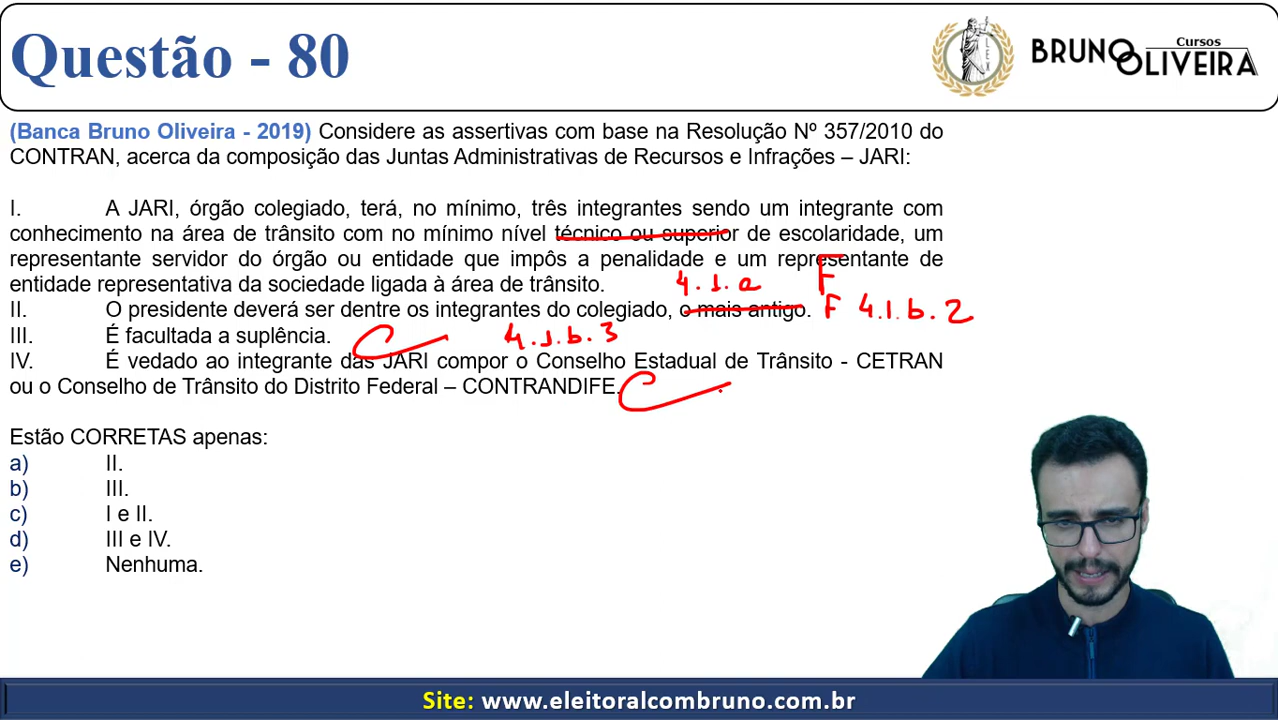 Questão - 80
LEX
Cursos
BRUNO
OLIVEIRA
(Banca Bruno Oliveira - 2019) Considere as assertivas com base na Resolução Nº 357/2010 do
CONTRAN, acerca da composição das Juntas Administrativas de Recursos e Infrações – JARI:
I. A JARI, órgão colegiado, terá, no mínimo, três integrantes sendo um integrante com
conhecimento na área de trânsito com no mínimo nível técnico ou superior de escolaridade, um
representante servidor do órgão ou entidade que impôs a penalidade e um representante de
entidade representativa da sociedade ligada à área de trânsito. 4.1.a F
II. O presidente deverá ser dentre os integrantes do colegiado, o mais antigo. F 4.1.b.2
III. É facultada a suplência. C 4.1.b.3
IV. É vedado ao integrante das JARI compor o Conselho Estadual de Trânsito - CETRAN
ou o Conselho de Trânsito do Distrito Federal – CONTRANDIFE. C
Estão CORRETAS apenas:
a) II.
b) III.
c) I e II.
d) III e IV.
e) Nenhuma.
Site: www.eleitoralcombruno.com.br